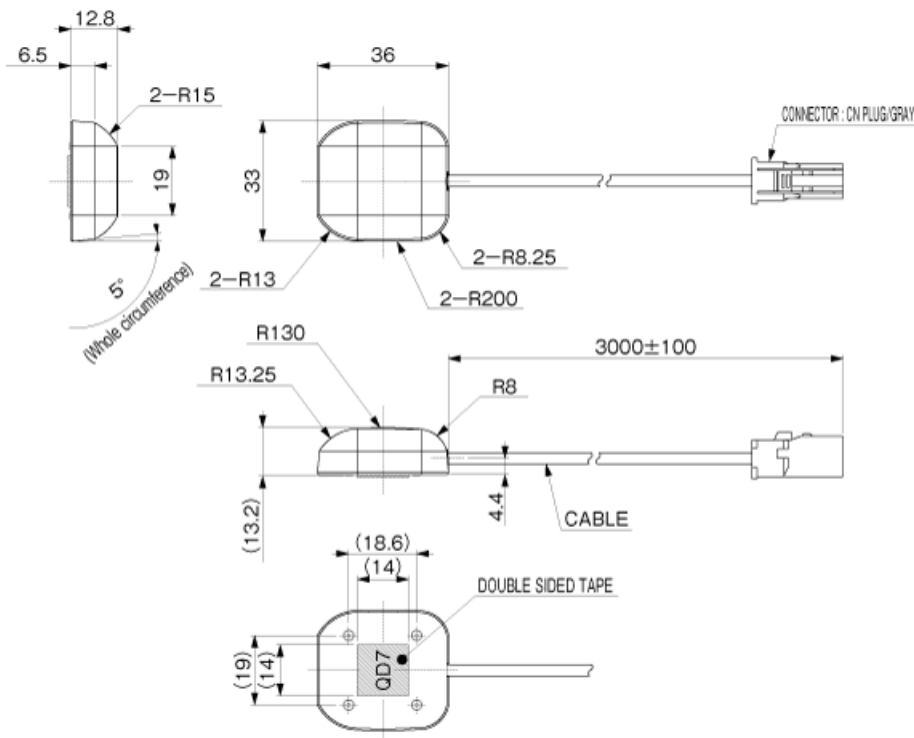 12.8
6.5
2-R15
19
5°
(Whole circumference)
36
33
2-R13
2-R8.25
2-R200
CONNECTOR : CN PLUG/GRAY
R130
R13.25
R8
3000±100
(13.2)
4.4
CABLE
(18.6)
(14)
DOUBLE SIDED TAPE
(19)
(14)
QD7